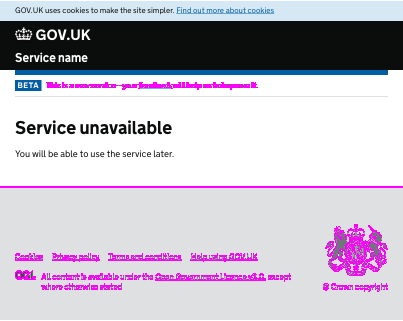 GOV.UK uses cookies to make the site simpler. Find out more about cookies
GOV.UK
Service name
BETA This is a new service – your feedback will help us to improve it.
Service unavailable
You will be able to use the service later.
Cookies Privacy policy Terms and conditions Help using GOV.UK
OGL All content is available under the Open Government Licence v3.0, except
where otherwise stated
© Crown copyright